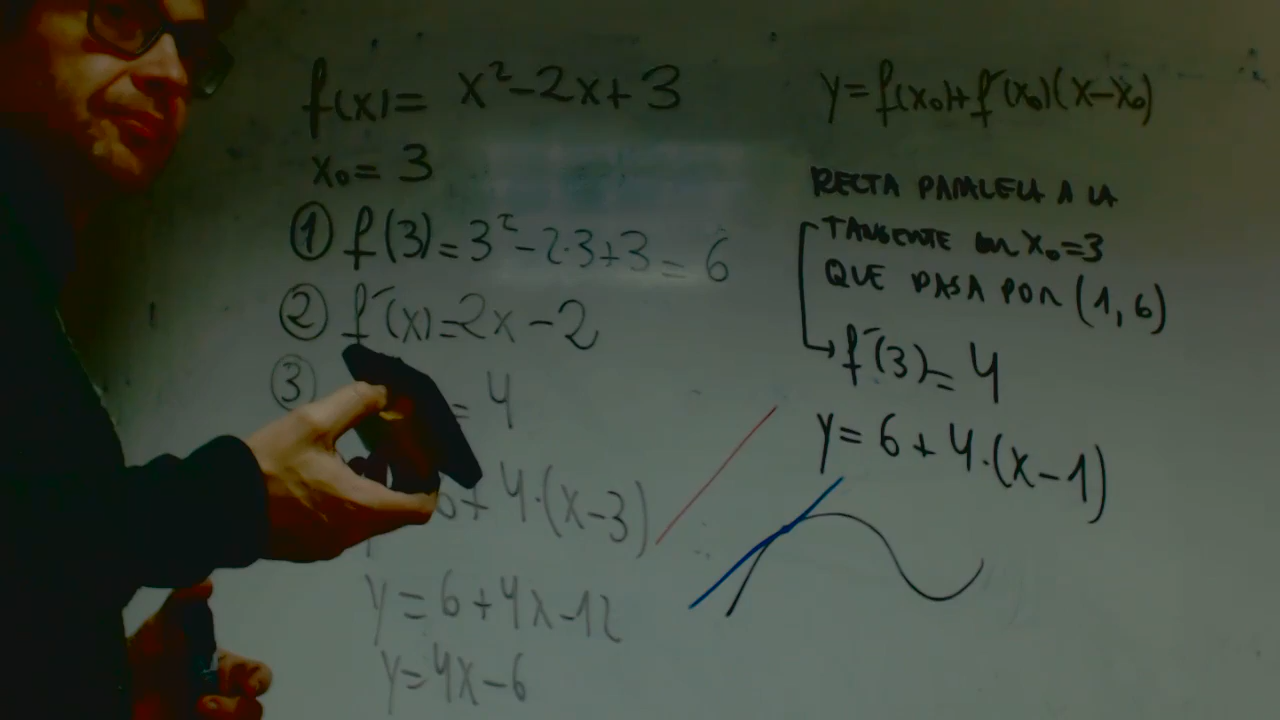 f(x)= x²-2x+3
x₀=3
① f(3)=3²-2·3+3=6
② f'(x)=2x-2
③ =4
6+4·(x-3)
y=6+4x-12
y=4x-6
y=f(x₀)+f'(x₀)(x-x₀)
RECTA PARALELA A LA
TANGENTE en x₀=3
QUE PASA POR (1,6)
f'(3)=4
y=6+4·(x-1)